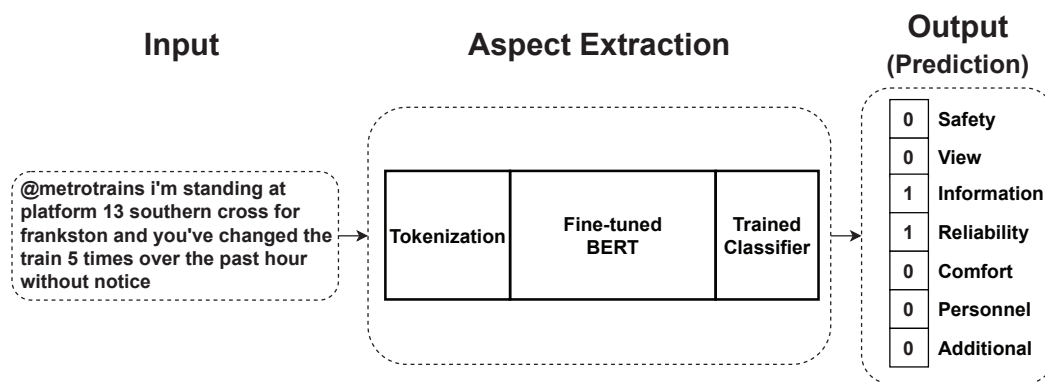 Input
Aspect Extraction
Output
(Prediction)
@metrotrains i'm standing at
platform 13 southern cross for
frankston and you've changed the
train 5 times over the past hour
without notice
Tokenization
Fine-tuned
BERT
Trained
Classifier
0 Safety
0 View
1 Information
1 Reliability
0 Comfort
0 Personnel
0 Additional